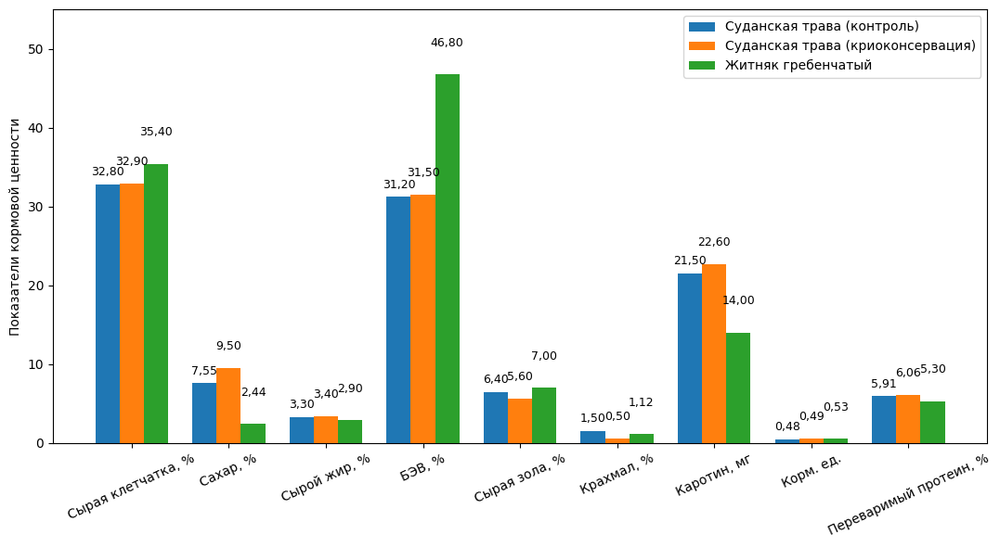 Показатели кормовой ценности
50
40
30
20
10
0
Суданская трава (контроль)
Суданская трава (криоконсервация)
Житняк гребенчатый
32,80
32,90
35,40
7,55
9,50
2,44
3,30
3,40
2,90
31,20
31,50
46,80
6,40
5,60
7,00
1,50
0,50
1,12
21,50
22,60
14,00
0,48
0,49
0,53
5,91
6,06
5,30
Сырая клетчатка, %
Сахар, %
Сырой жир, %
БЭВ, %
Сырая зола, %
Крахмал, %
Каротин, мг
Корм. ед.
Переваримый протеин, %